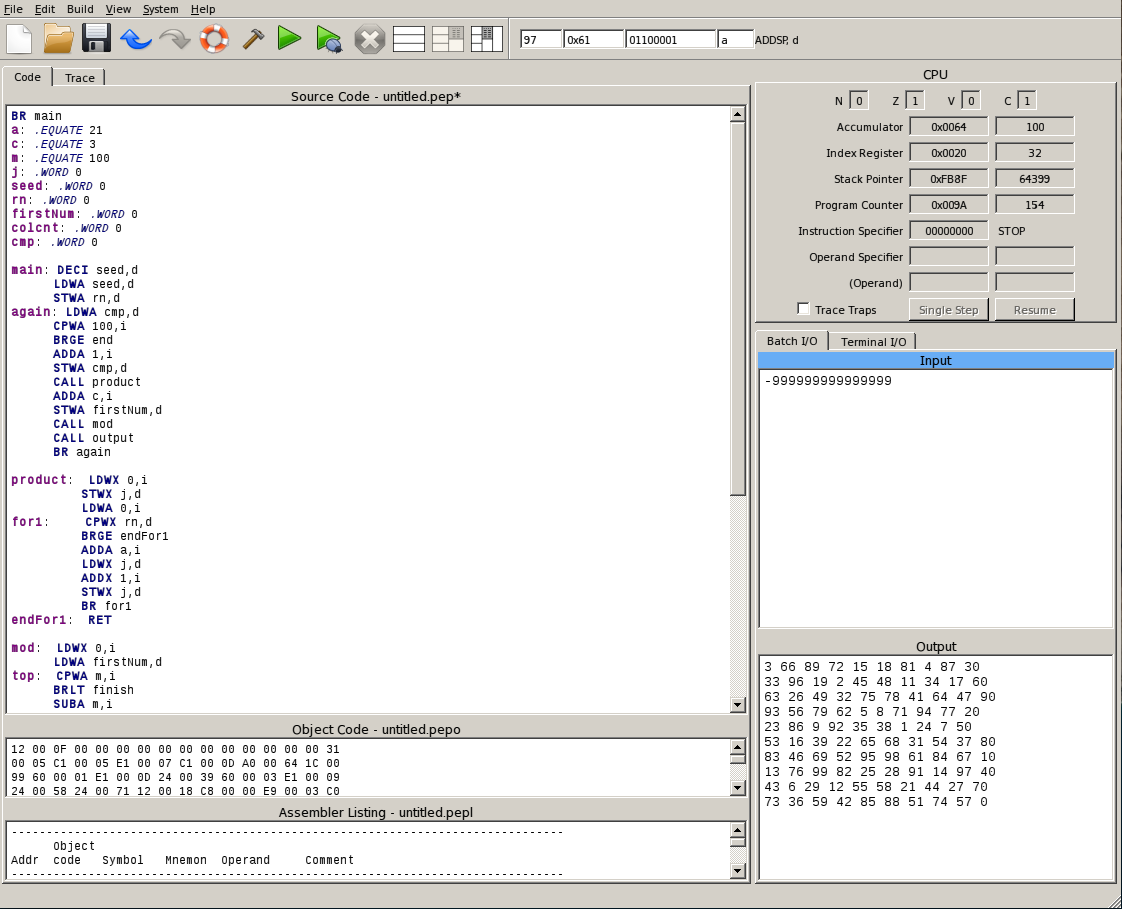 File Edit Build View System Help
97 0x61 01100001 a ADDSP, d
Code Trace
Source Code - untitled.pep*
BR main
a: .EQUATE 21
c: .EQUATE 3
m: .EQUATE 100
j: .WORD 0
seed: .WORD 0
rn: .WORD 0
firstNum: .WORD 0
colcnt: .WORD 0
cmp: .WORD 0
main: DECI seed,d
LDWA seed,d
STWA rn,d
again: LDWA cmp,d
CPWA 100,i
BRGE end
ADDA 1,i
STWA cmp,d
CALL product
ADDA c,i
STWA firstNum,d
CALL mod
CALL output
BR again
product: LDWX 0,i
STWX j,d
LDWA 0,i
for1: CPWX rn,d
BRGE endFor1
ADDA a,i
LDWX j,d
ADDX 1,i
STWX j,d
BR for1
endFor1: RET
mod: LDWX 0,i
LDWA firstNum,d
top: CPWA m,i
BRLT finish
SUBA m,i
Object Code - untitled.pepo
12 00 0F 00 00 00 00 00 00 00 00 00 00 00 00 31
00 05 C1 00 05 E1 00 07 C1 00 0D A0 00 64 1C 00
99 60 00 01 E1 00 0D 24 00 39 60 00 03 E1 00 09
24 00 58 24 00 71 12 00 18 C8 00 00 E9 00 03 C0
Assembler Listing - untitled.pepl
-------------------------------------------------------------------------------
Object
Addr code Symbol Mnemon Operand Comment
-------------------------------------------------------------------------------
CPU
N 0 Z 1 V 0 C 1
Accumulator 0x0064 100
Index Register 0x0020 32
Stack Pointer 0xFB8F 64399
Program Counter 0x009A 154
Instruction Specifier 00000000 STOP
Operand Specifier
(Operand)
Trace Traps Single Step Resume
Batch I/O Terminal I/O
Input
-999999999999999
Output
3 66 89 72 15 18 81 4 87 30
33 96 19 2 45 48 11 34 17 60
63 26 49 32 75 78 41 64 47 90
93 56 79 62 5 8 71 94 77 20
23 86 9 92 35 38 1 24 7 50
53 16 39 22 65 68 31 54 37 80
83 46 69 52 95 98 61 84 67 10
13 76 99 82 25 28 91 14 97 40
43 6 29 12 55 58 21 44 27 70
73 36 59 42 85 88 51 74 57 0